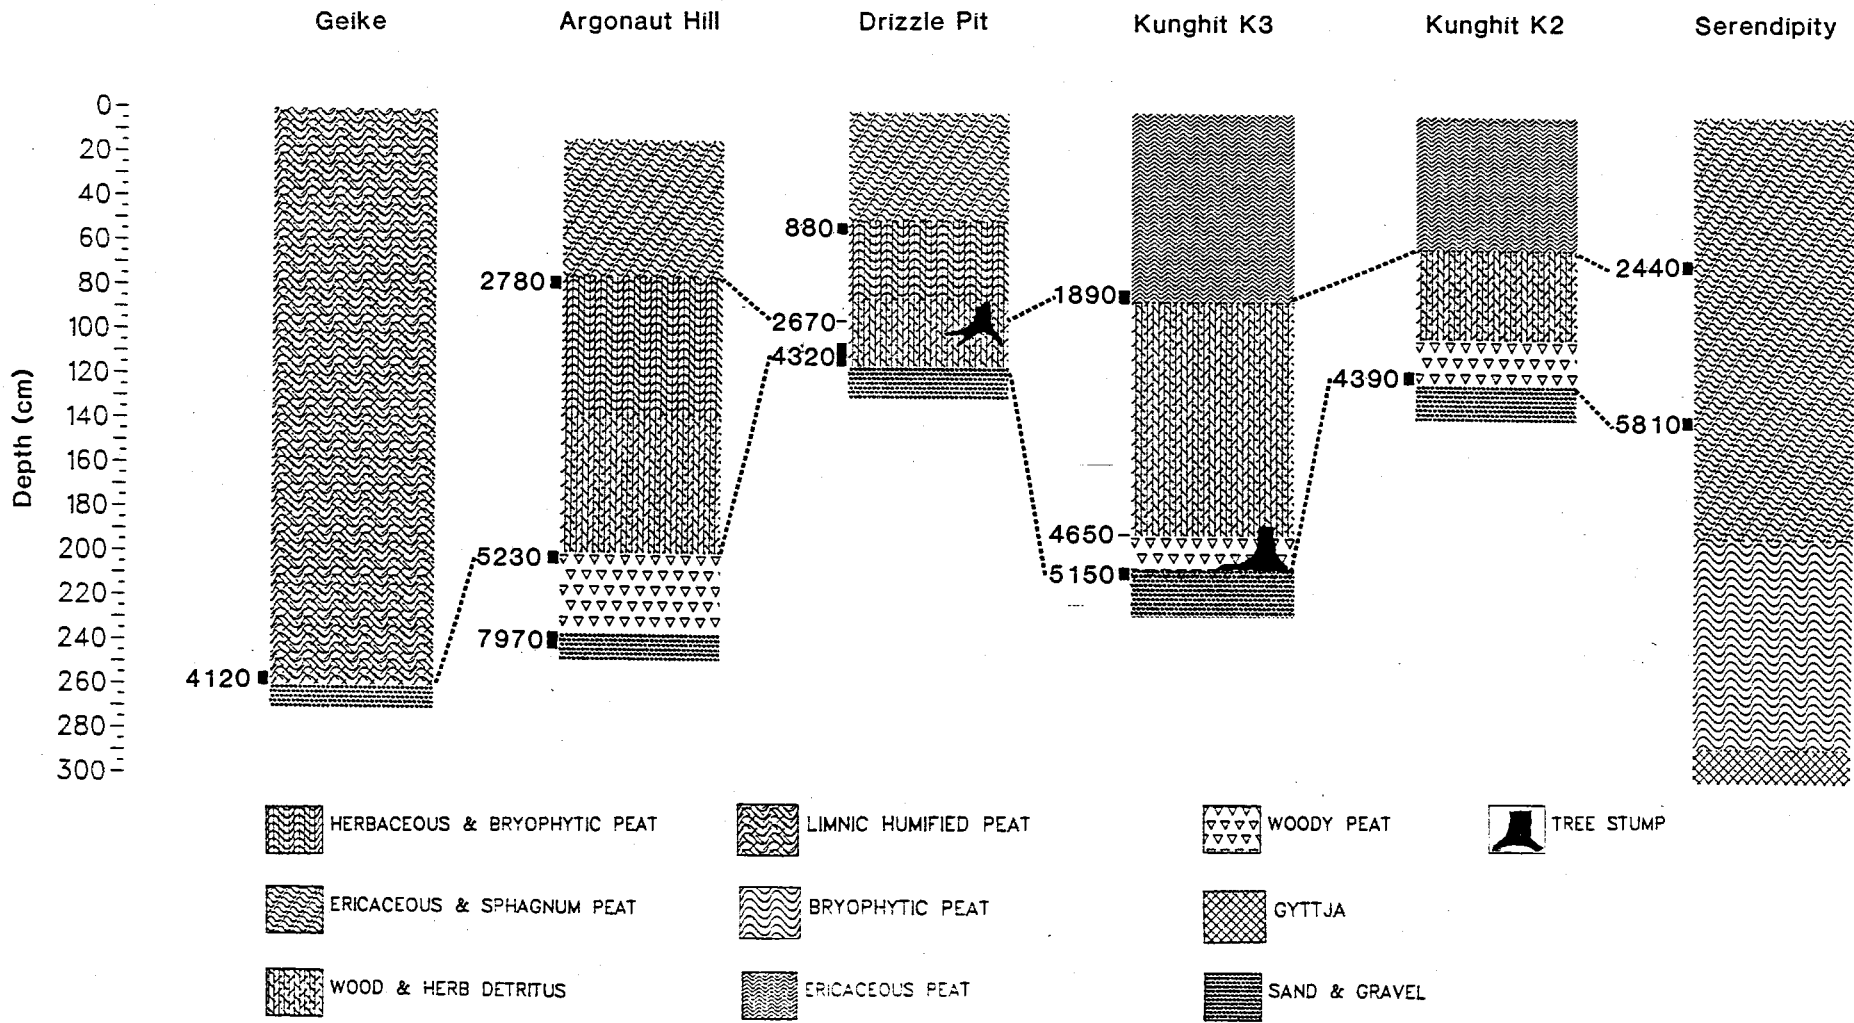 Geike
Argonaut Hill
Drizzle Pit
Kunghit K3
Kunghit K2
Serendipity
Depth (cm)
0
20
40
60
80
100
120
140
160
180
200
220
240
260
280
300
4120
2780
5230
7970
880
2670
4320
1890
4650
5150
4390
2440
5810
HERBACEOUS & BRYOPHYTIC PEAT
LIMNIC HUMIFIED PEAT
WOODY PEAT
TREE STUMP
ERICACEOUS & SPHAGNUM PEAT
BRYOPHYTIC PEAT
GYTTJA
WOOD & HERB DETRITUS
ERICACEOUS PEAT
SAND & GRAVEL